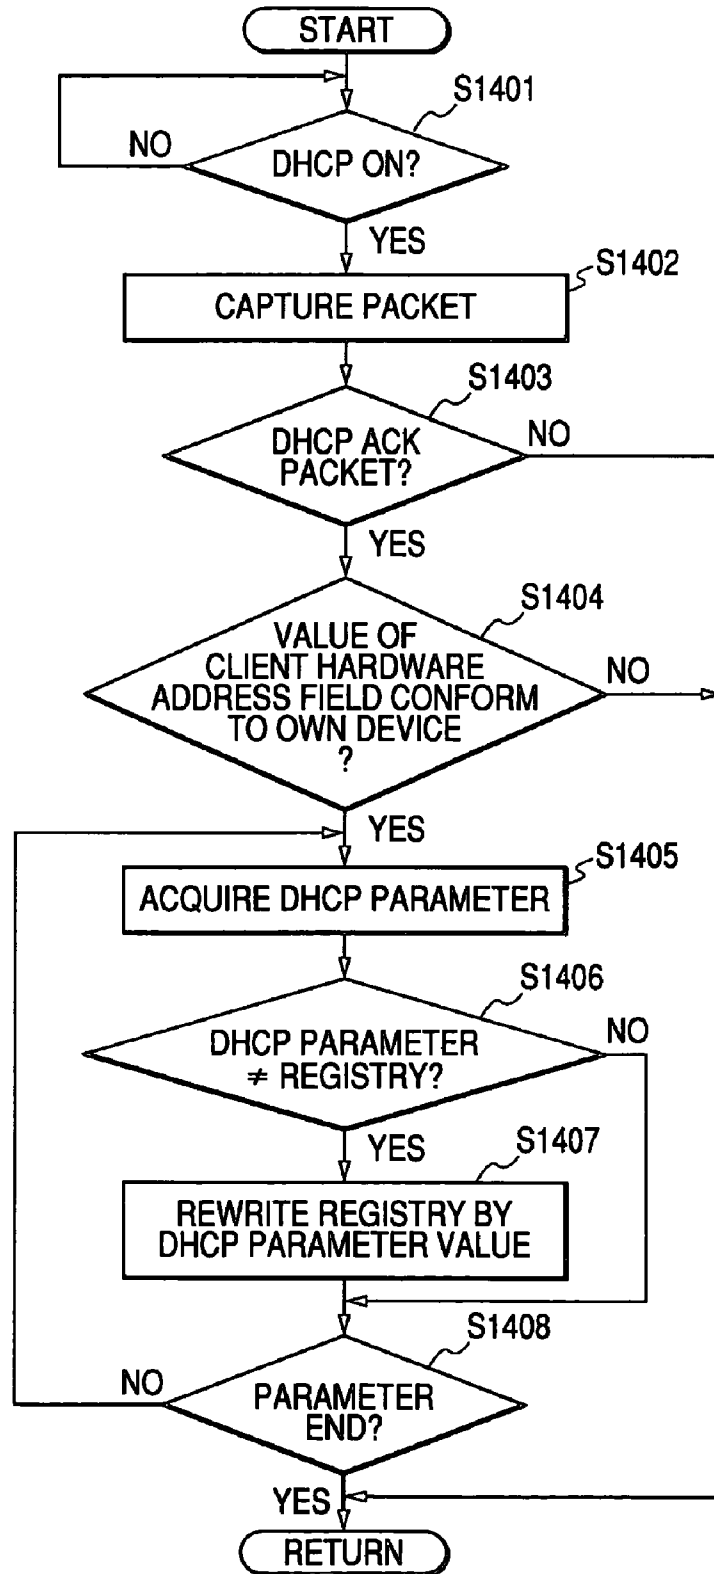 START
S1401
NO
DHCP ON?
YES
S1402
CAPTURE PACKET
S1403
DHCP ACK
PACKET?
NO
YES
S1404
VALUE OF
CLIENT HARDWARE
ADDRESS FIELD CONFORM
TO OWN DEVICE
?
NO
YES
S1405
ACQUIRE DHCP PARAMETER
S1406
DHCP PARAMETER
≠ REGISTRY?
NO
YES
S1407
REWRITE REGISTRY BY
DHCP PARAMETER VALUE
S1408
NO
PARAMETER
END?
YES
RETURN